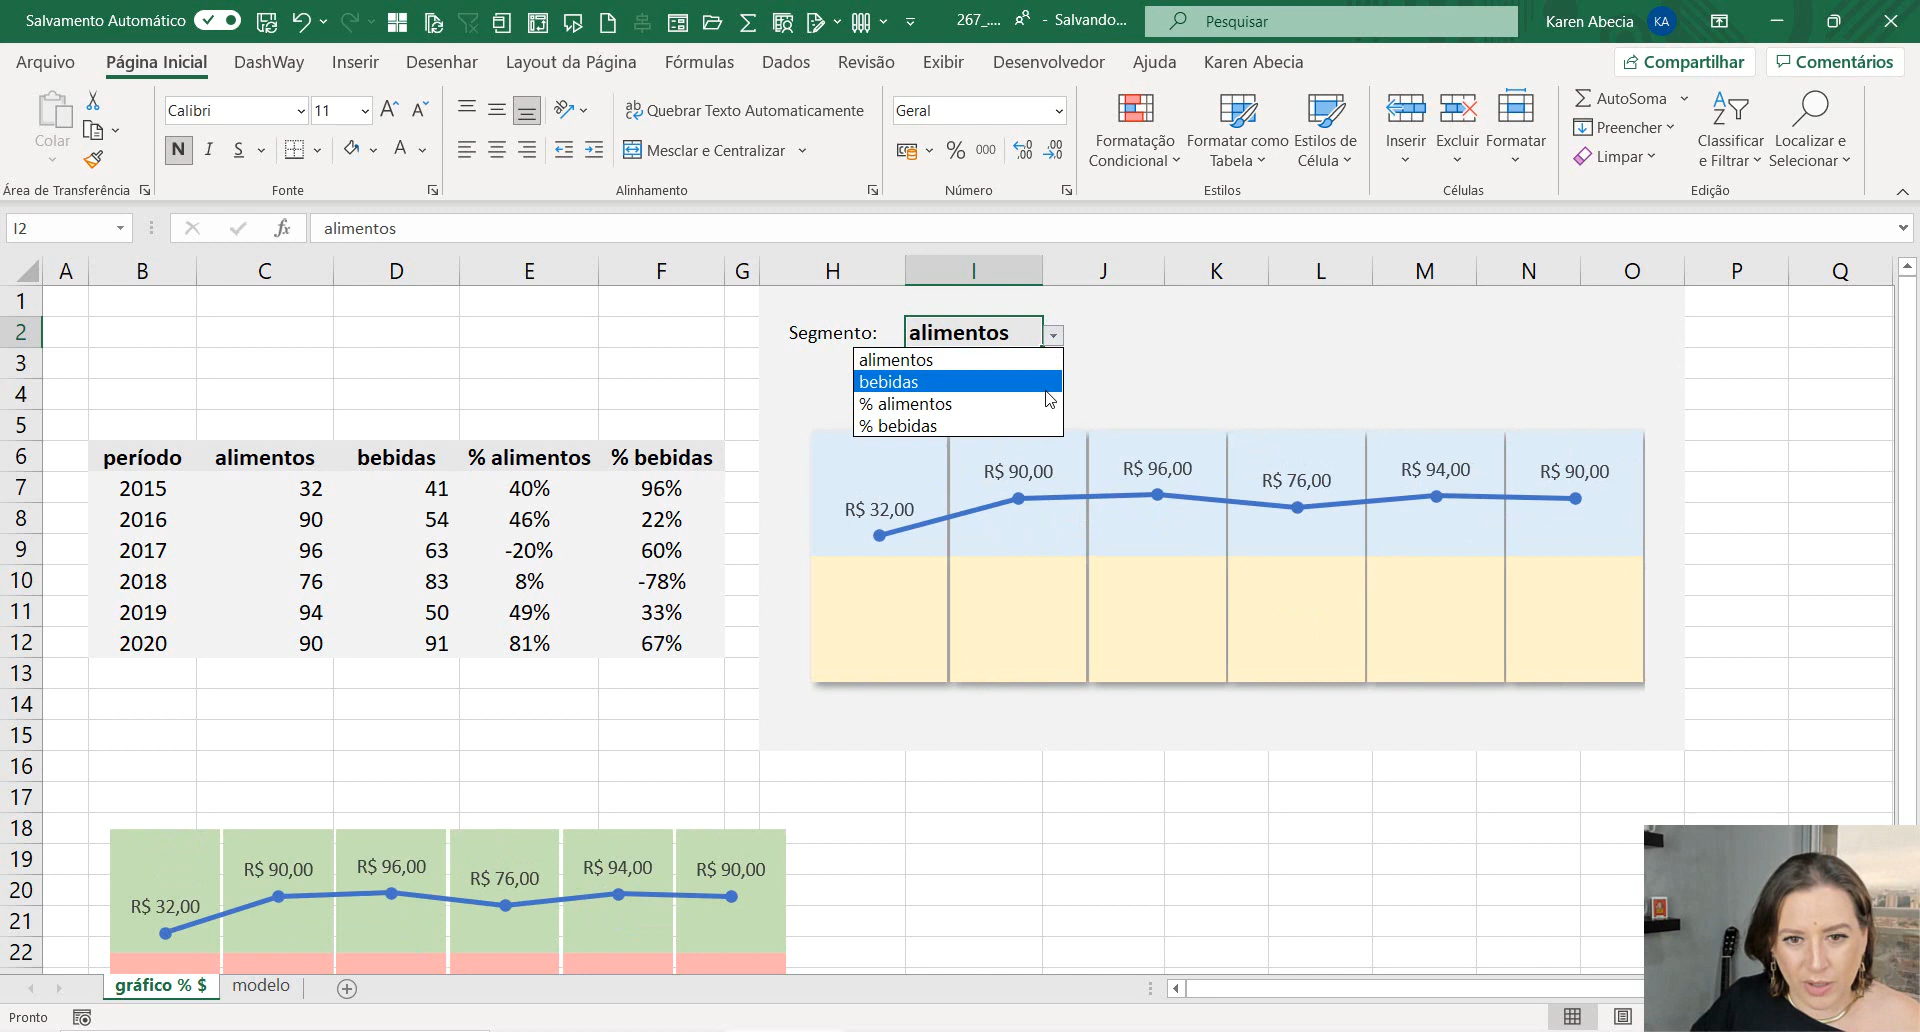 Salvamento Automático
267_....
- Salvando...
Pesquisar
Karen Abecia
KA
Arquivo
Página Inicial
DashWay
Inserir
Desenhar
Layout da Página
Fórmulas
Dados
Revisão
Exibir
Desenvolvedor
Ajuda
Karen Abecia
Compartilhar
Comentários
Colar
Calibri
11
N I S
A
Quebrar Texto Automaticamente
Mesclar e Centralizar
Geral
% 000
Formatação Condicional
Formatar como Tabela
Estilos de Célula
Inserir
Excluir
Formatar
AutoSoma
Preencher
Limpar
Classificar e Filtrar
Localizar e Selecionar
Área de Transferência
Fonte
Alinhamento
Número
Estilos
Células
Edição
I2
fx
alimentos
A B C D E F G H I J K L M N O P Q
1
2
3
4
5
6
7
8
9
10
11
12
13
14
15
16
17
18
19
20
21
22
Segmento: alimentos
alimentos
bebidas
% alimentos
% bebidas
período alimentos bebidas % alimentos % bebidas
2015 32 41 40% 96%
2016 90 54 46% 22%
2017 96 63 -20% 60%
2018 76 83 8% -78%
2019 94 50 49% 33%
2020 90 91 81% 67%
R$ 32,00 R$ 90,00 R$ 96,00 R$ 76,00 R$ 94,00 R$ 90,00
R$ 32,00 R$ 90,00 R$ 96,00 R$ 76,00 R$ 94,00 R$ 90,00
gráfico % $
modelo
Pronto